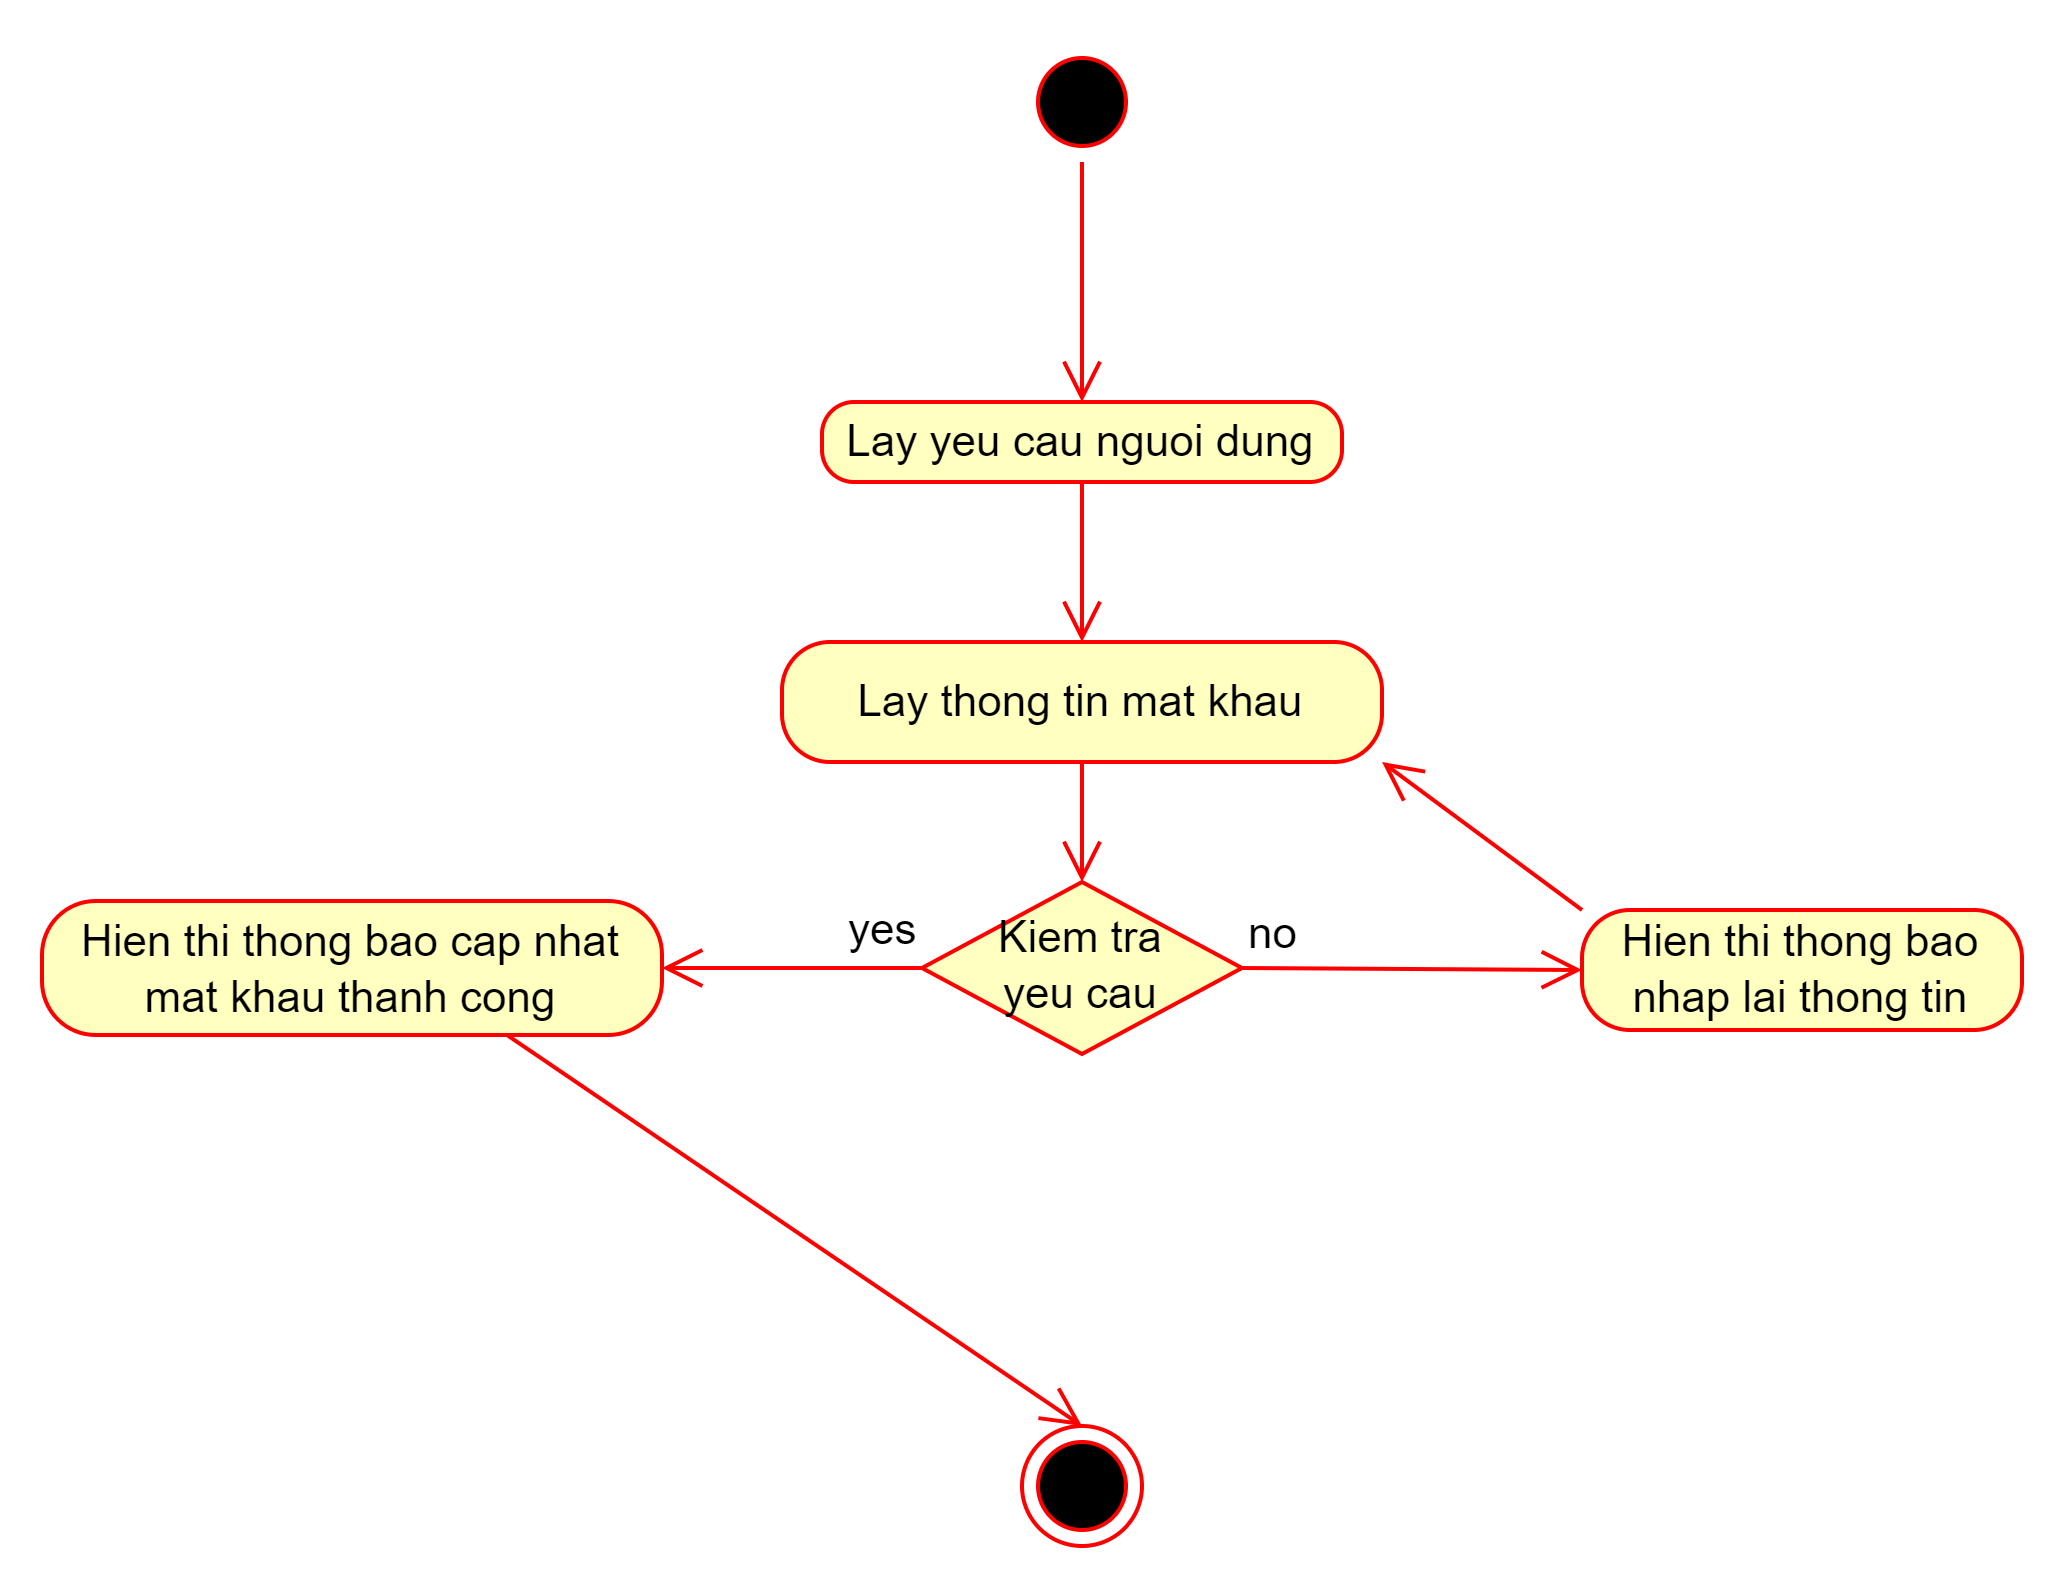 Lay yeu cau nguoi dung
Lay thong tin mat khau
Hien thi thong bao cap nhat
mat khau thanh cong
yes
Kiem tra
yeu cau
no
Hien thi thong bao
nhap lai thong tin